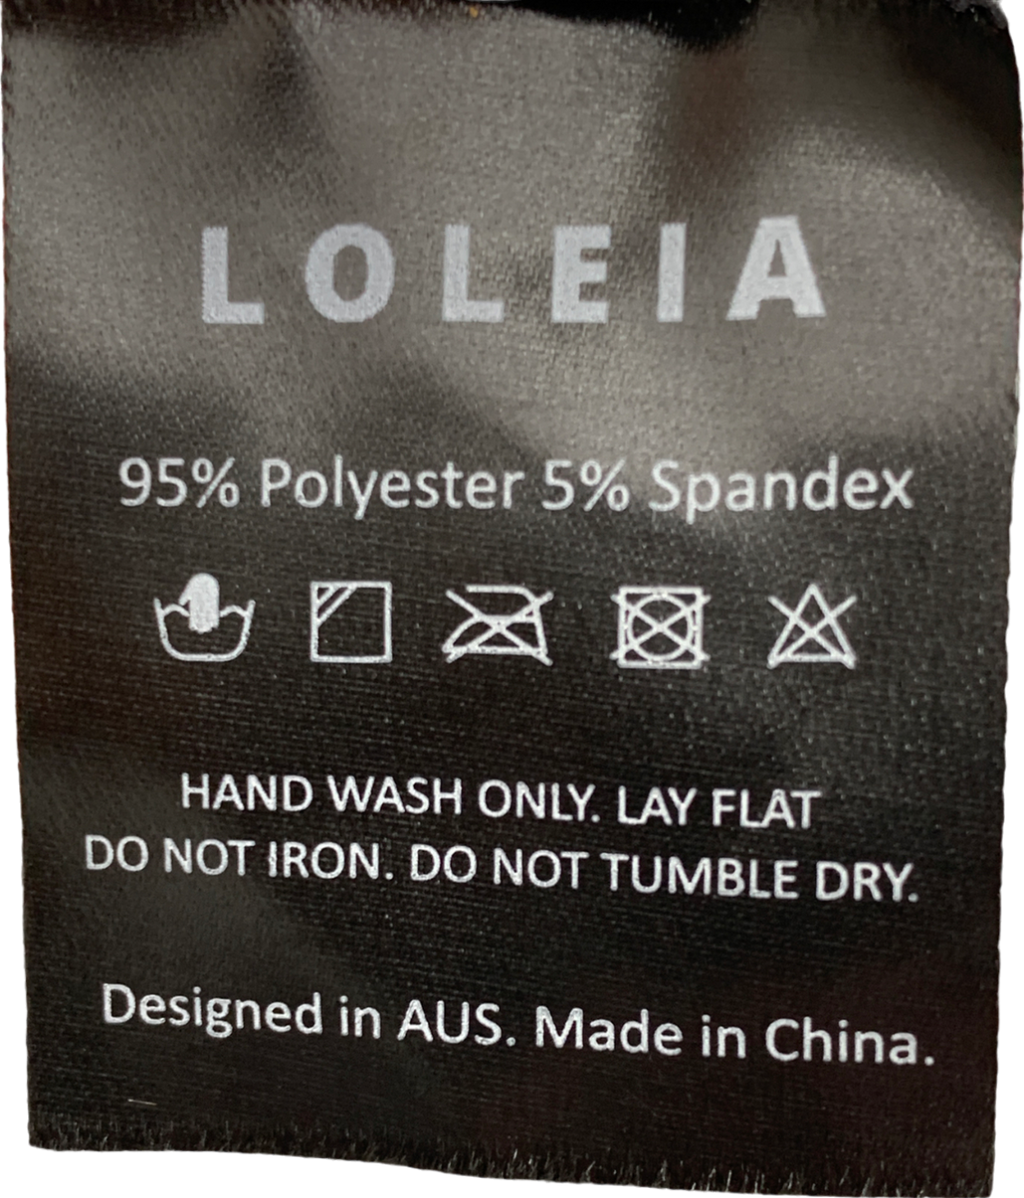 LOLEIA
95% Polyester 5% Spandex
HAND WASH ONLY. LAY FLAT
DO NOT IRON. DO NOT TUMBLE DRY.
Designed in AUS. Made in China.